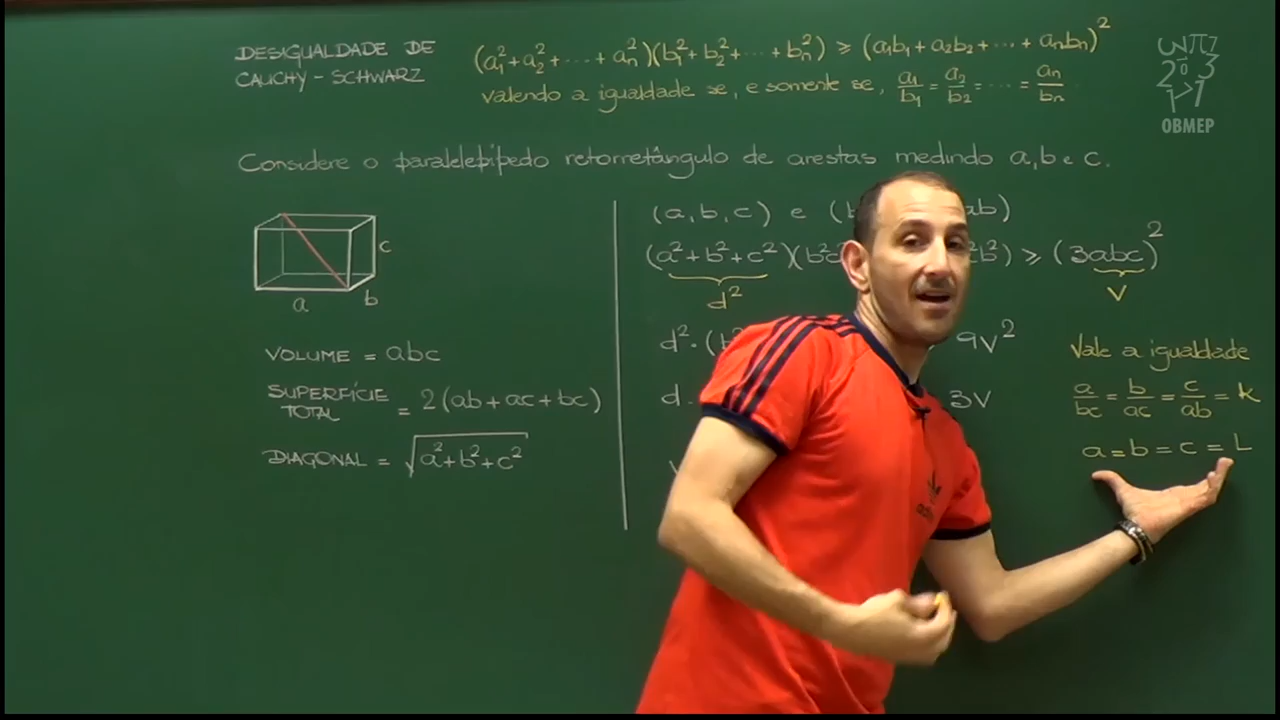 DESIGUALDADE DE
CAUCHY-SCHWARZ
(a₁²+a₂²+···+aₙ²)(b₁²+b₂²+···+bₙ²) ≥ (a₁b₁+a₂b₂+···+aₙbₙ)²
valendo a igualdade se, e somente se, a₁/b₁ = a₂/b₂ = ··· = aₙ/bₙ
OBMEP
Considere o paralelepípedo retorretângulo de arestas medindo a, b e c.
a
b
c
VOLUME = abc
SUPERFÍCIE TOTAL = 2(ab+ac+bc)
DIAGONAL = √(a²+b²+c²)
(a, b, c) e (b ab)
(a²+b²+c²)(b²c c²b²) ≥ (3abc)²
d²
V
d²·(b 9V²
d. 3V
Vale a igualdade
a/bc = b/ac = c/ab = k
a = b = c = L